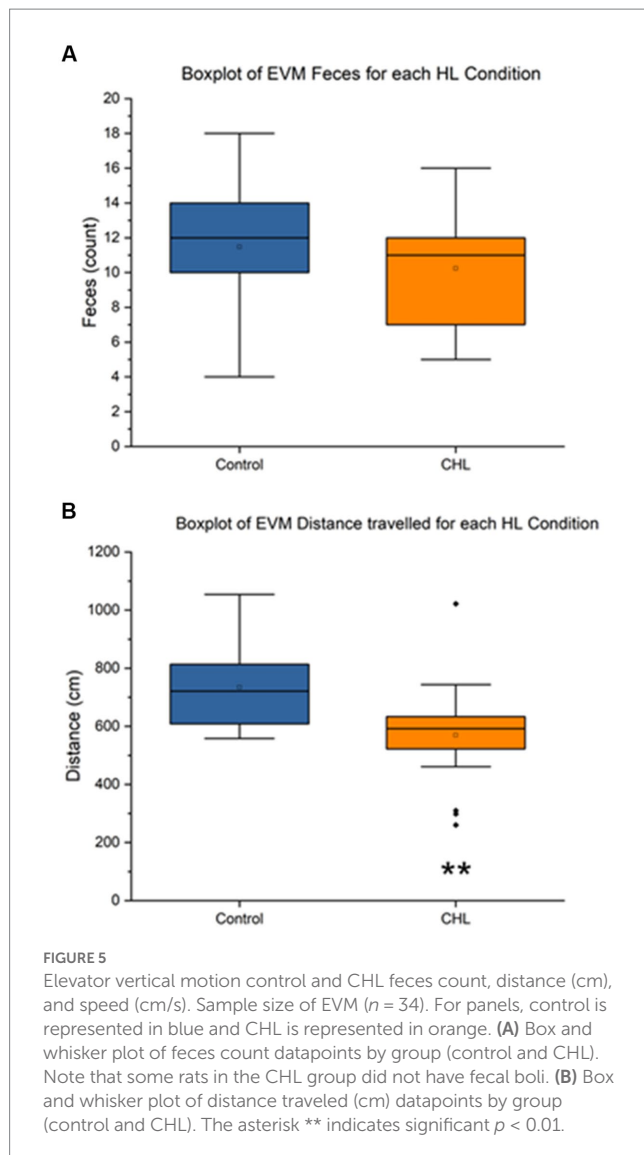 A
Boxplot of EVM Feces for each HL Condition
20
18
16
14
12
10
8
6
4
2
0
Feces (count)
Control CHL
B
Boxplot of EVM Distance travelled for each HL Condition
1200
1000
800
600
400
200
0
Distance (cm)
**
Control CHL
FIGURE 5
Elevator vertical motion control and CHL feces count, distance (cm),
and speed (cm/s). Sample size of EVM (n = 34). For panels, control is
represented in blue and CHL is represented in orange. (A) Box and
whisker plot of feces count datapoints by group (control and CHL).
Note that some rats in the CHL group did not have fecal boli. (B) Box
and whisker plot of distance traveled (cm) datapoints by group
(control and CHL). The asterisk ** indicates significant p < 0.01.